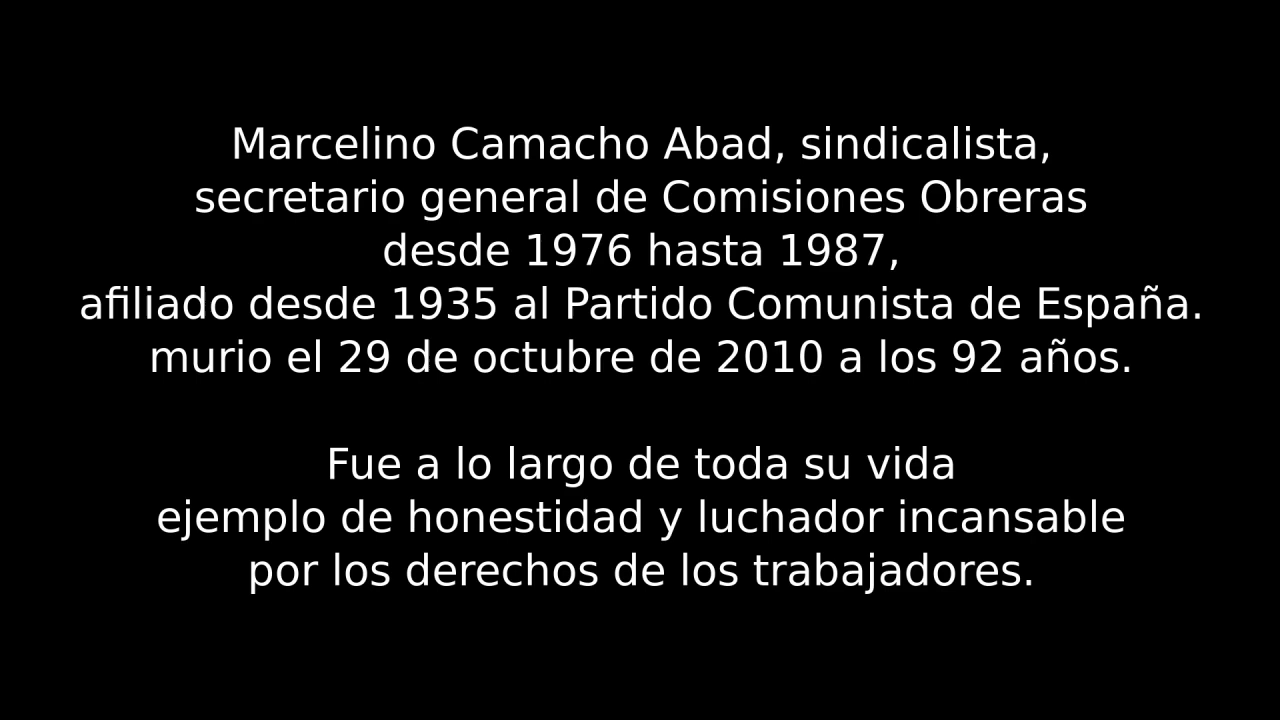 Marcelino Camacho Abad, sindicalista,
secretario general de Comisiones Obreras
desde 1976 hasta 1987,
afiliado desde 1935 al Partido Comunista de España.
murio el 29 de octubre de 2010 a los 92 años.
Fue a lo largo de toda su vida
ejemplo de honestidad y luchador incansable
por los derechos de los trabajadores.